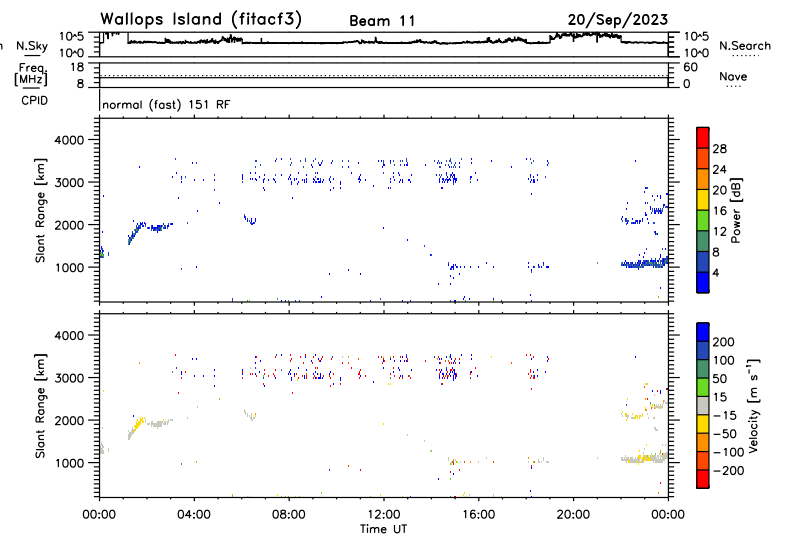 Wallops Island (fitacf3) Beam 11 20/Sep/2023
N.Sky 10^5 10^0 10^5 10^0 N.Search
Freq. [MHz] 18 8 60 0 Nave
CPID normal (fast) 151 RF
Slant Range [km]
4000
3000
2000
1000
Power [dB]
28
24
20
16
12
8
4
Slant Range [km]
4000
3000
2000
1000
Velocity [m s⁻¹]
200
100
50
15
-15
-50
-100
-200
00:00 04:00 08:00 12:00 16:00 20:00 00:00
Time UT